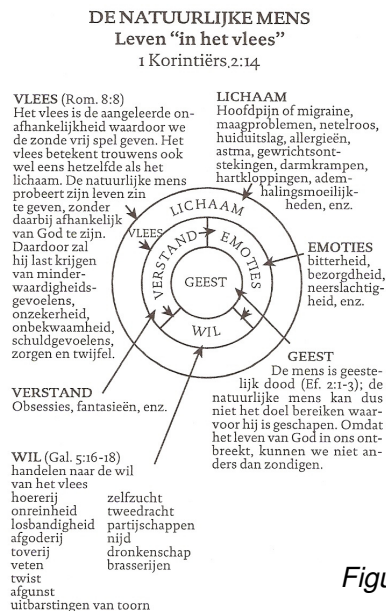 DE NATUURLIJKE MENS
Leven “in het vlees”
1 Korintiërs 2:14
VLEES (Rom. 8:8)
Het vlees is de aangeleerde on-
afhankelijkheid waardoor we
de zonde vrij spel geven. Het
vlees betekent trouwens ook
wel eens hetzelfde als het
lichaam. De natuurlijke mens
probeert zijn leven zin
te geven, zonder
daarbij afhankelijk
van God te zijn.
Daardoor zal
hij last krijgen
van minder-
waardigheids-
gevoelens,
onzekerheid,
onbekwaamheid,
schuldgevoelens,
zorgen en twijfel.
LICHAAM
Hoofdpijn of migraine,
maagproblemen, netelroos,
huiduitslag, allergieën,
astma, gewrichtsont-
stekingen, darmkrampen,
hartkloppingen, adem-
halingsmoeilijk-
heden, enz.
LICHAAM
VLEES
VERSTAND
EMOTIES
GEEST
WIL
EMOTIES
bitterheid,
bezorgdheid,
neerslachtig-
heid, enz.
GEEST
De mens is geeste-
lijk dood (Ef. 2:1-3); de
natuurlijke mens kan dus
niet het doel bereiken waar-
voor hij is geschapen. Omdat
het leven van God in ons ont-
breekt, kunnen we niet an-
ders dan zondigen.
VERSTAND
Obsessies, fantasieën, enz.
WIL (Gal. 5:16-18)
handelen naar de wil
van het vlees
hoererij zelfzucht
onreinheid tweedracht
losbandigheid partijschappen
afgoderij nijd
toverij dronkenschap
veten brasserijen
twist
afgunst
uitbarstingen van toorn
Figu